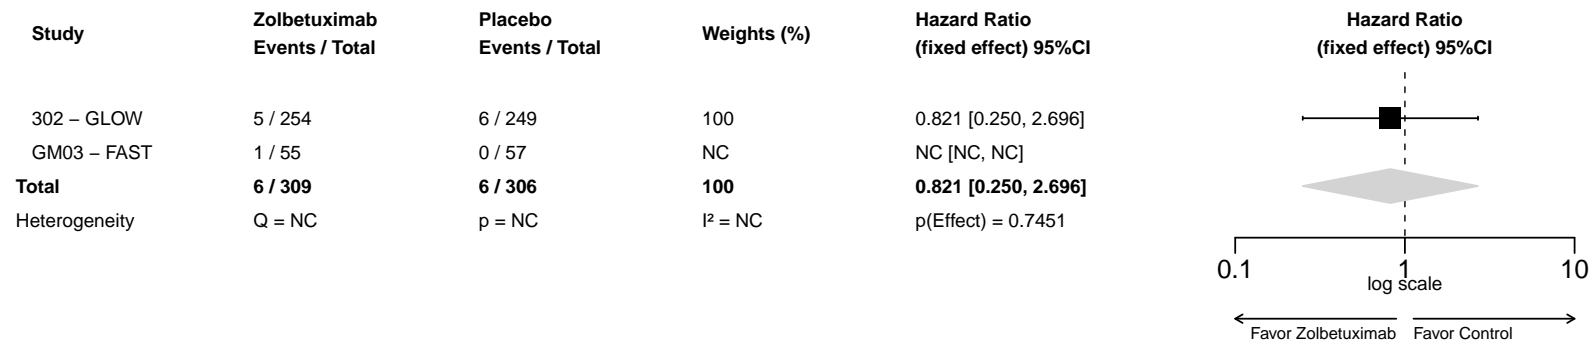 Study Zolbetuximab Events / Total Placebo Events / Total Weights (%) Hazard Ratio (fixed effect) 95%CI Hazard Ratio (fixed effect) 95%CI
302 – GLOW 5 / 254 6 / 249 100 0.821 [0.250, 2.696]
GM03 – FAST 1 / 55 0 / 57 NC NC [NC, NC]
Total 6 / 309 6 / 306 100 0.821 [0.250, 2.696]
Heterogeneity Q = NC p = NC I² = NC p(Effect) = 0.7451
0.1 1 10
log scale
Favor Zolbetuximab Favor Control